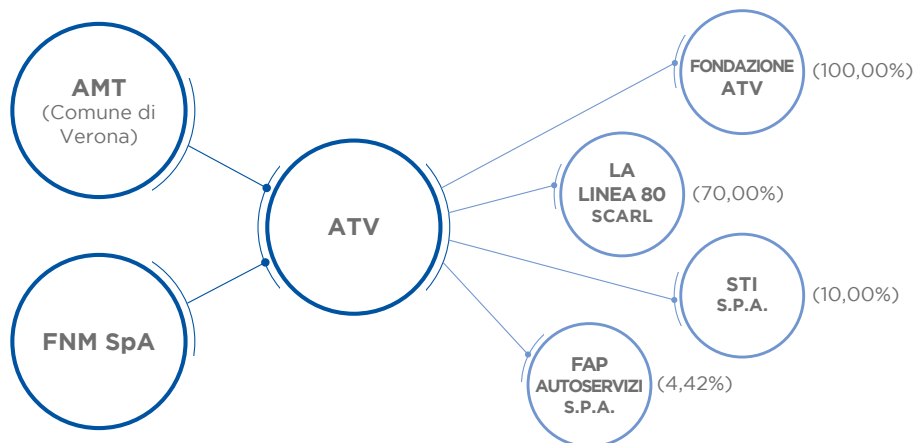 AMT
(Comune di
Verona)
FNM SpA
ATV
FONDAZIONE
ATV
(100,00%)
LA
LINEA 80
SCARL
(70,00%)
STI
S.P.A.
(10,00%)
FAP
AUTOSERVIZI
S.P.A.
(4,42%)